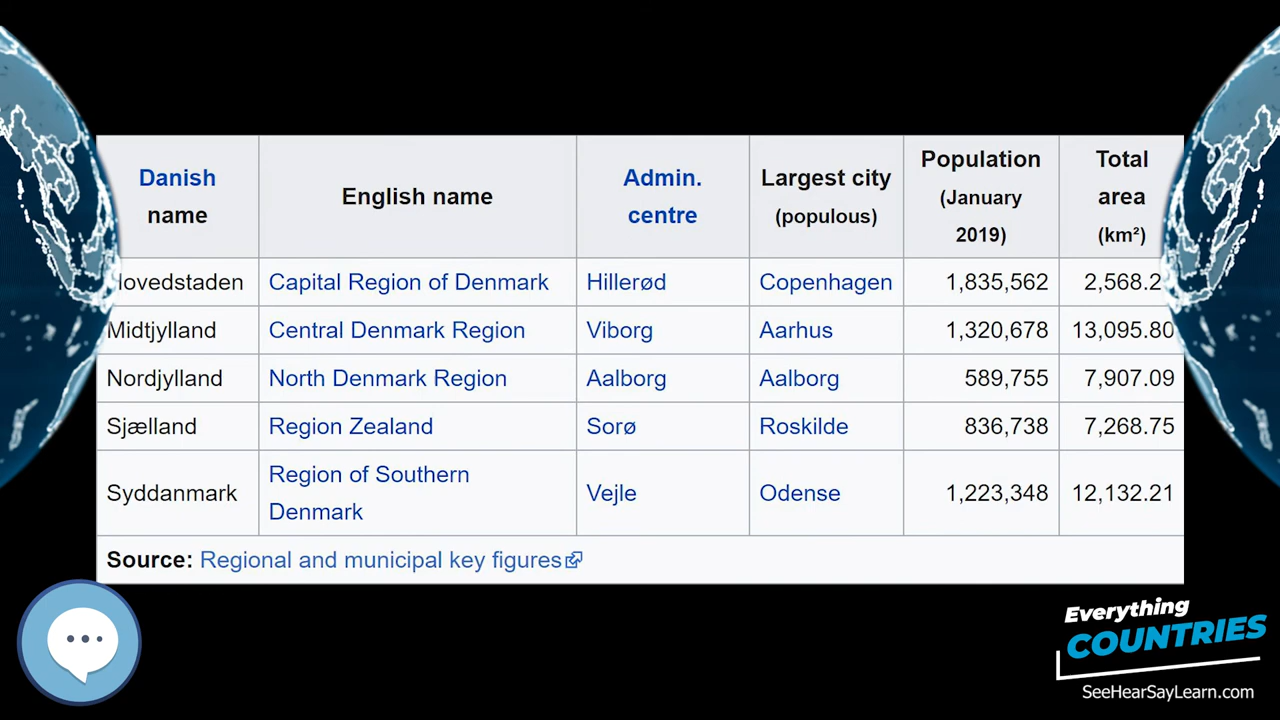 Danish name English name Admin. centre Largest city (populous) Population (January 2019) Total area (km²)
Capital Region of Denmark Hillerød Copenhagen 1,835,562
Midtjylland Central Denmark Region Viborg Aarhus 1,320,678 13,095.80
Nordjylland North Denmark Region Aalborg Aalborg 589,755 7,907.09
Sjælland Region Zealand Sorø Roskilde 836,738 7,268.75
Syddanmark Region of Southern Denmark Vejle Odense 1,223,348 12,132.21
Source: Regional and municipal key figures
Everything
COUNTRIES
SeeHearSayLearn.com